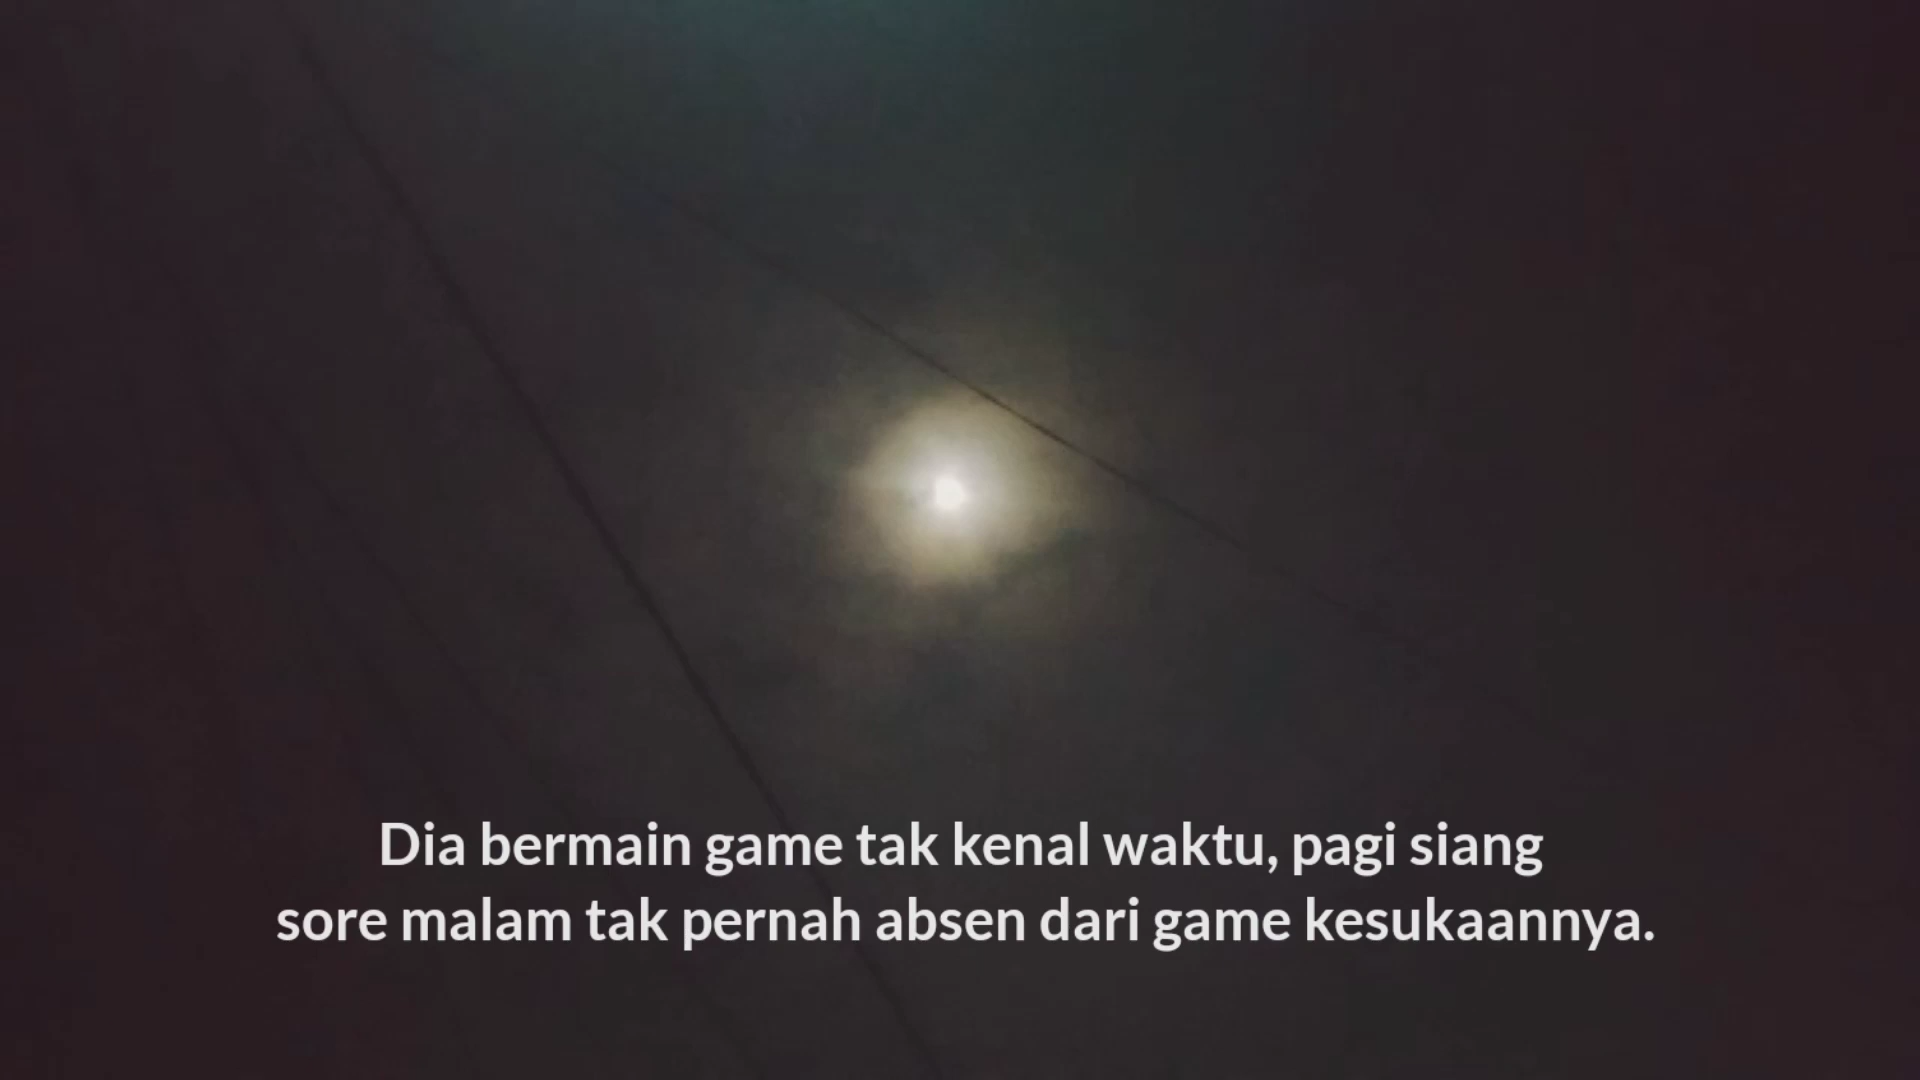 Dia bermain game tak kenal waktu, pagi siang
sore malam tak pernah absen dari game kesukaannya.